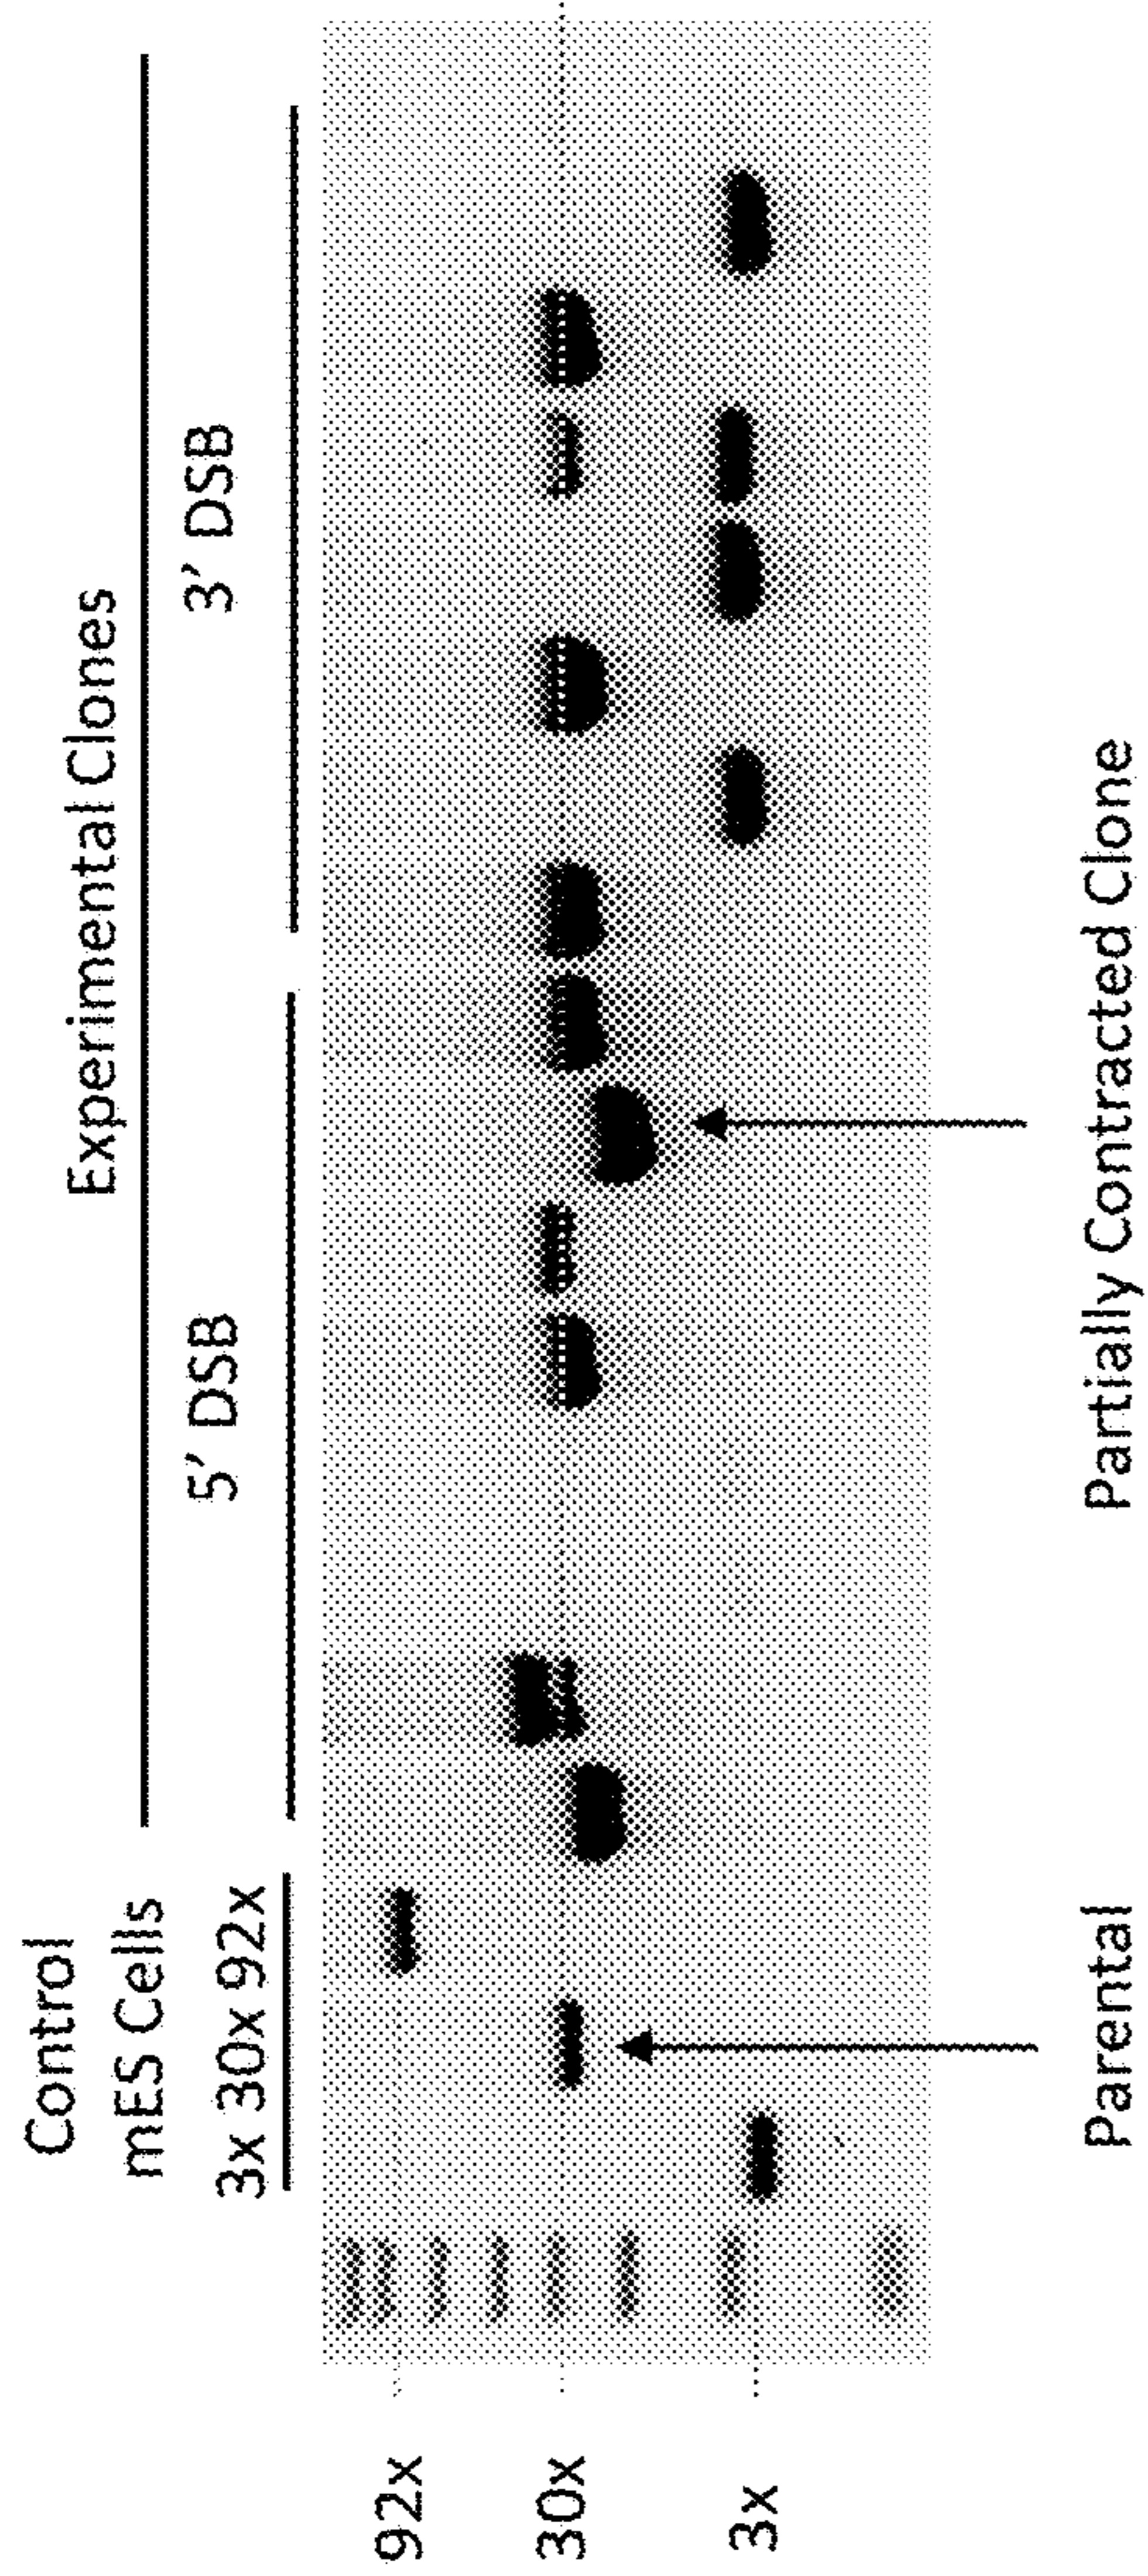 Experimental Clones
Control
mES Cells
5′ DSB
3′ DSB
3x 30x 92x
92x
30x
3x
Parental
Partially Contracted Clone